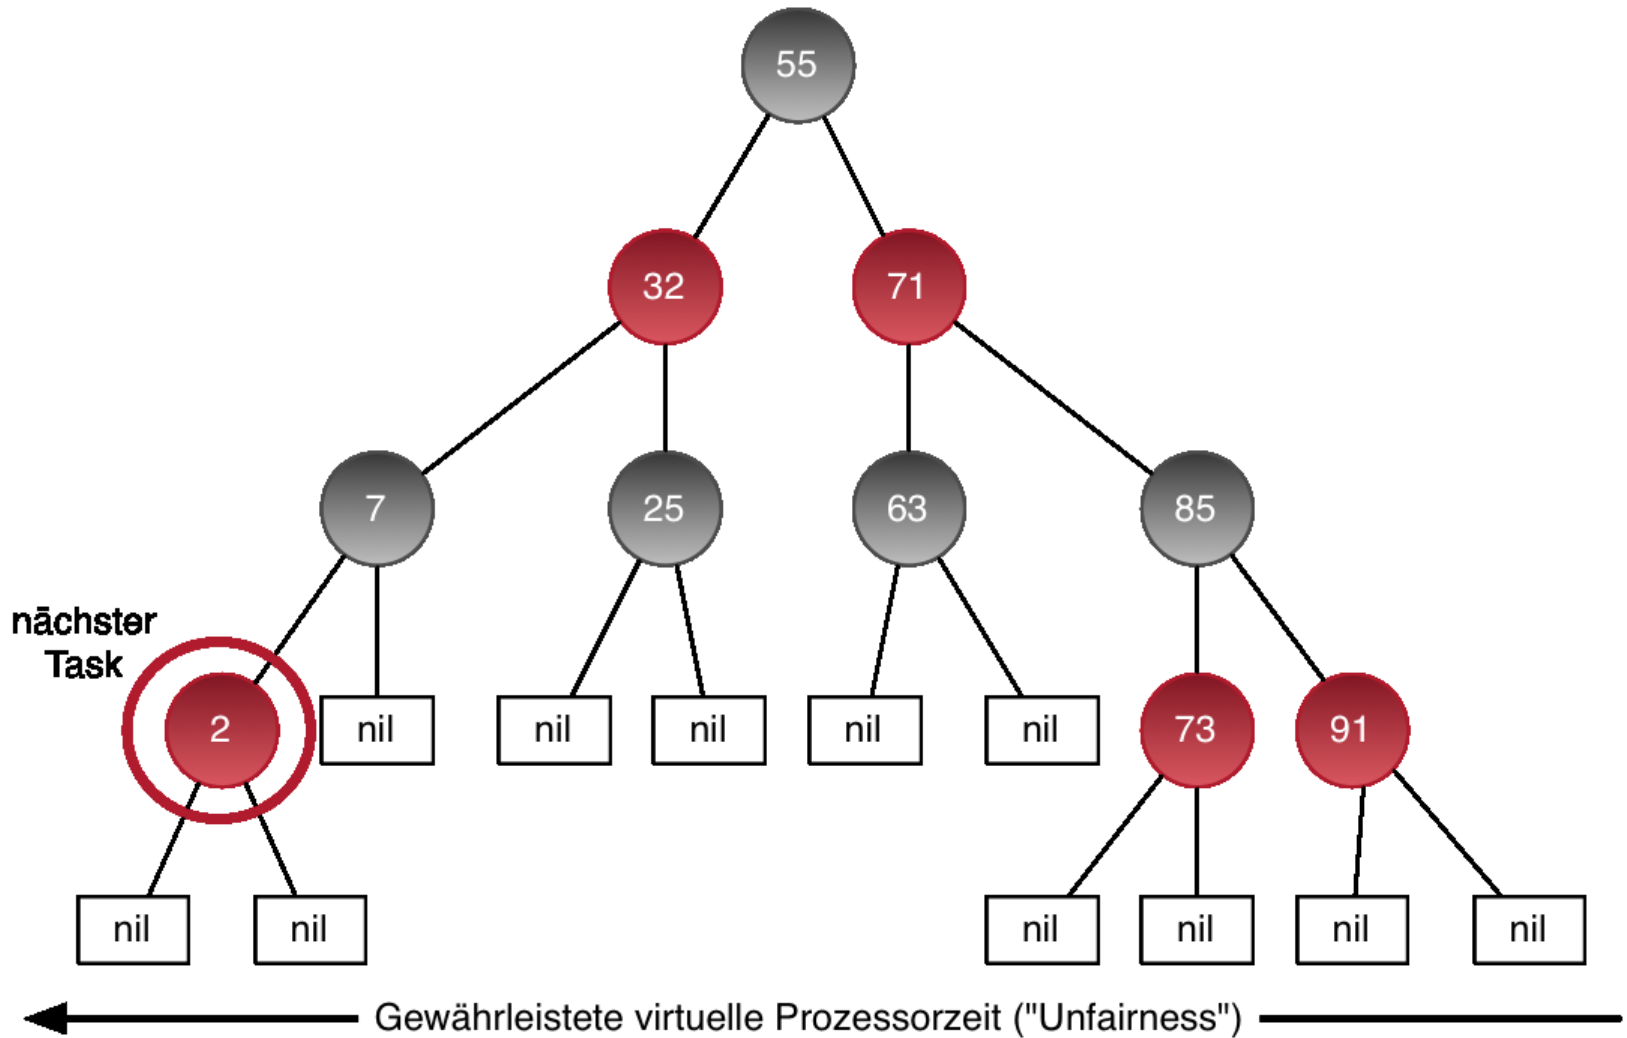 55
32
71
7
25
63
85
nächster
Task
2
nil
nil
nil
nil
nil
73
91
nil
nil
nil
nil
nil
nil
Gewährleistete virtuelle Prozessorzeit ("Unfairness")